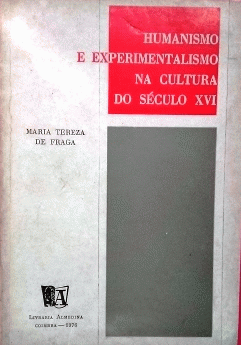 HUMANISMO
E EXPERIMENTALISMO
NA CULTURA
DO SÉCULO XVI
MARIA TEREZA
DE FRAGA
A
LIVRARIA ALMEDINA
COIMBRA — 1976